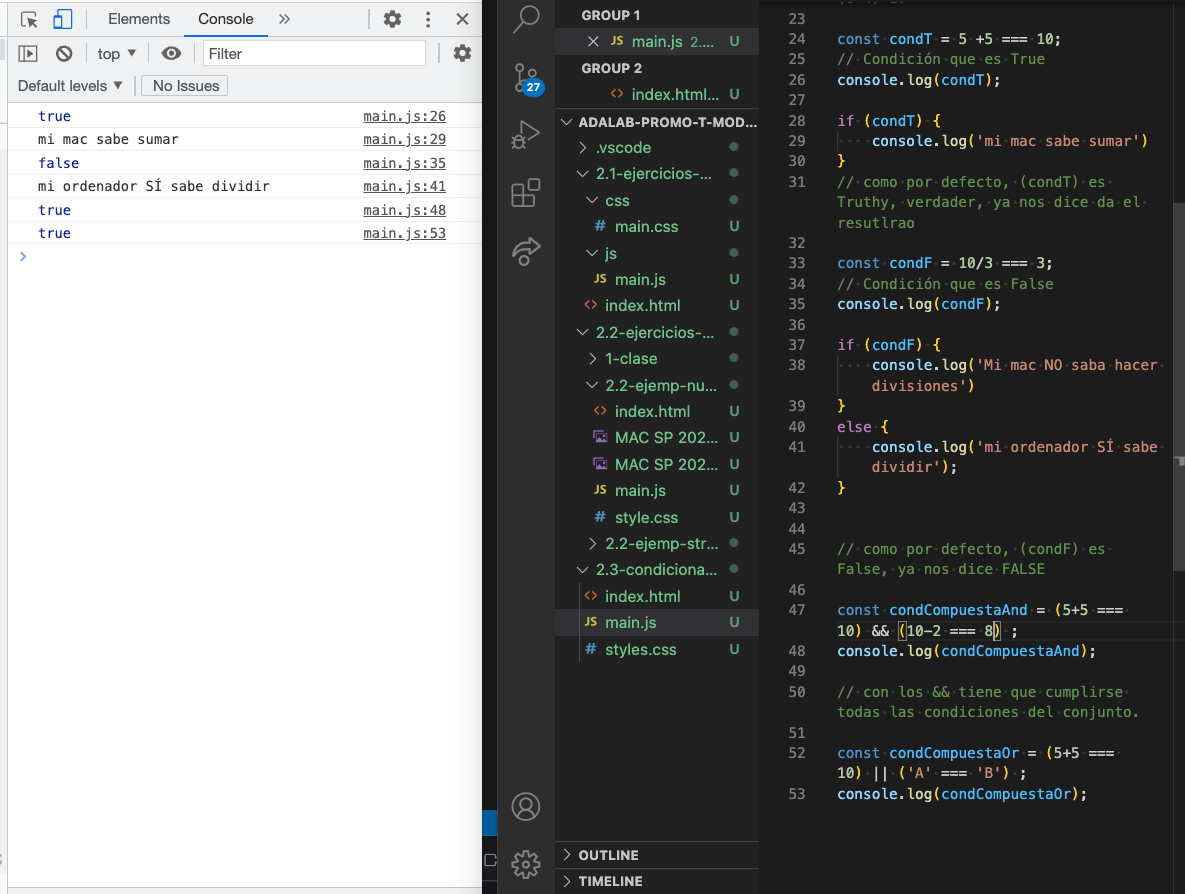 Elements Console
top Filter
Default levels No Issues
true main.js:26
mi mac sabe sumar main.js:29
false main.js:35
mi ordenador SÍ sabe dividir main.js:41
true main.js:48
true main.js:53
27
GROUP 1
JS main.js 2.... U
GROUP 2
index.html... U
ADALAB-PROMO-T-MOD...
.vscode
2.1-ejercicios-...
css
# main.css U
js
JS main.js U
index.html U
2.2-ejercicios-...
1-clase
2.2-ejemp-nu...
index.html U
MAC SP 202... U
MAC SP 202... U
JS main.js U
# style.css U
2.2-ejemp-str...
2.3-condiciona...
index.html U
JS main.js U
# styles.css U
OUTLINE
TIMELINE
23
24 const condT = 5 +5 === 10;
25 // Condición que es True
26 console.log(condT);
27
28 if (condT) {
29 console.log('mi mac sabe sumar')
30 }
31 // como por defecto, (condT) es
Truthy, verdader, ya nos dice da el
resutlrao
32
33 const condF = 10/3 === 3;
34 // Condición que es False
35 console.log(condF);
36
37 if (condF) {
38 console.log('Mi mac NO saba hacer
divisiones')
39 }
40 else {
41 console.log('mi ordenador SÍ sabe
dividir');
42 }
43
44
45 // como por defecto, (condF) es
False, ya nos dice FALSE
46
47 const condCompuestaAnd = (5+5 ===
10) && (10-2 === 8) ;
48 console.log(condCompuestaAnd);
49
50 // con los && tiene que cumplirse
todas las condiciones del conjunto.
51
52 const condCompuestaOr = (5+5 ===
10) || ('A' === 'B') ;
53 console.log(condCompuestaOr);